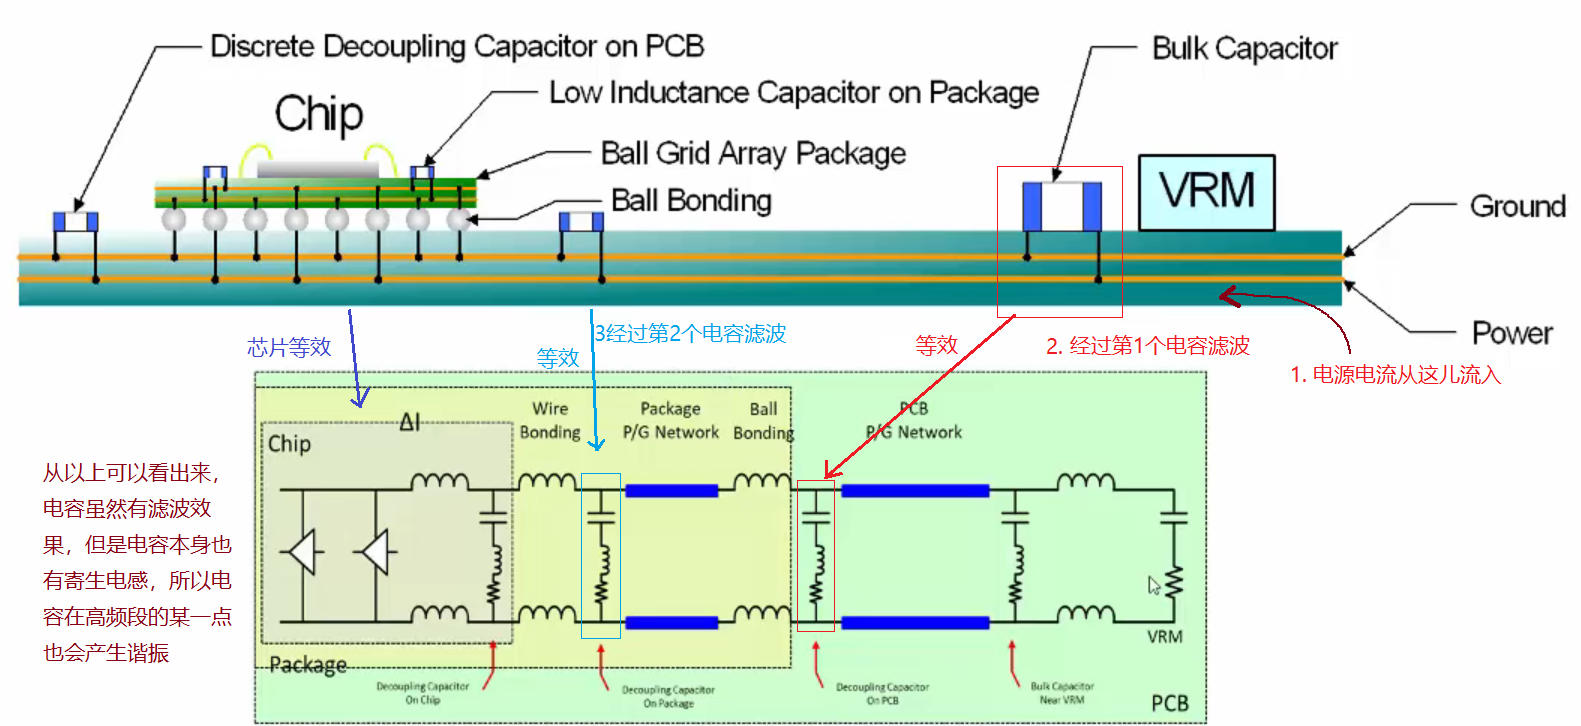 Discrete Decoupling Capacitor on PCB
Bulk Capacitor
Chip
Low Inductance Capacitor on Package
Ball Grid Array Package
VRM
Ball Bonding
Ground
Power
芯片等效
3经过第2个电容滤波
等效
等效
2. 经过第1个电容滤波
1. 电源电流从这儿流入
ΔI
Wire
Bonding
Package
P/G Network
Ball
Bonding
PCB
P/G Network
Chip
从以上可以看出来，
电容虽然有滤波效
果，但是电容本身也
有寄生电感，所以电
容在高频段的某一点
也会产生谐振
VRM
Package
Decoupling Capacitor
On Chip
Decoupling Capacitor
On Package
Decoupling Capacitor
On PCB
Bulk Capacitor
Near VRM
PCB